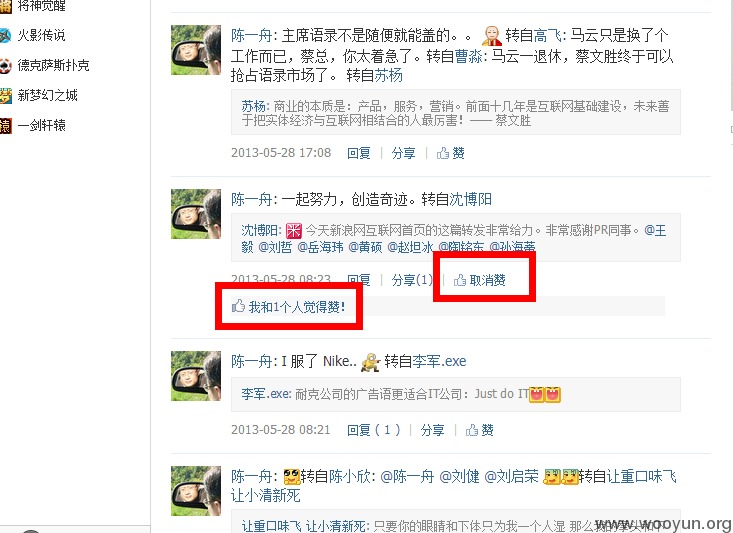 将神觉醒
火影传说
德克萨斯扑克
新梦幻之城
一剑轩辕
陈一舟: 主席语录不是随便就能盖的。。 转自高飞: 马云只是换了个
工作而已，蔡总，你太着急了。转自曹淼: 马云一退休，蔡文胜终于可以
抢占语录市场了。 转自苏杨
苏杨: 商业的本质是：产品，服务，营销。前面十几年是互联网基础建设，未来善
于把实体经济与互联网相结合的人最厉害！—— 蔡文胜
2013-05-28 17:08 回复 | 分享 | 赞
陈一舟: 一起努力，创造奇迹。转自沈博阳
沈博阳: 今天新浪网互联网首页的这篇转发非常给力。非常感谢PR同事。@王
毅 @刘哲 @岳海玮 @黄硕 @赵坦冰 @陶铭东 @孙海蒂
2013-05-28 08:23 回复 分享(1) 取消赞
我和1个人觉得赞!
陈一舟: I 服了 Nike.. 转自李军.exe
李军.exe: 耐克公司的广告语更适合IT公司：Just do IT
2013-05-28 08:21 回复 ( 1 ) | 分享 | 赞
陈一舟: 转自陈小欣: @陈一舟 @刘健 @刘启荣 转自让重口味飞
让小清新死
让重口味飞 让小清新死: 只要你的眼睛和下体只为我一个人湿 那么我的
www.wooyun.org